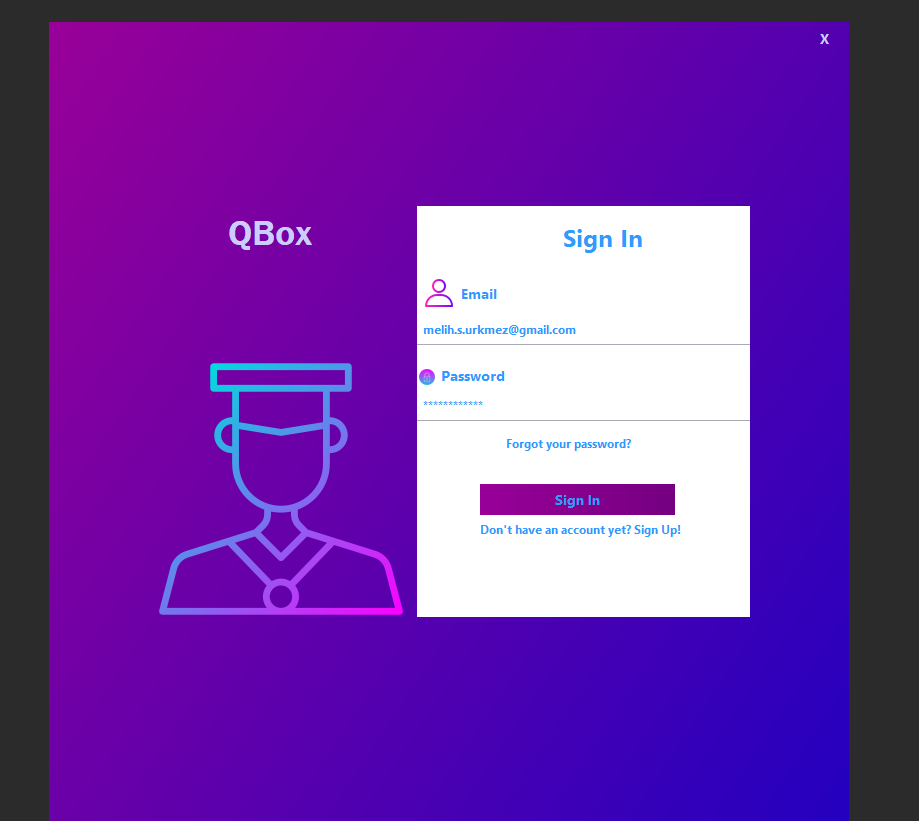 X
QBox
Sign In
Email
melih.s.urkmez@gmail.com
Password
************
Forgot your password?
Sign In
Don't have an account yet? Sign Up!